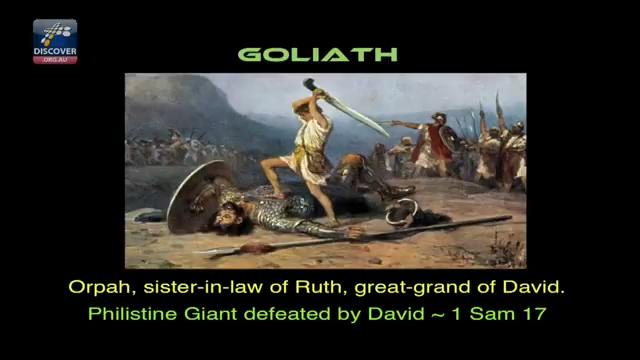 DISCOVER
.ORG.AU
GOLIATH
Orpah, sister-in-law of Ruth, great-grand of David.
Philistine Giant defeated by David ~ 1 Sam 17